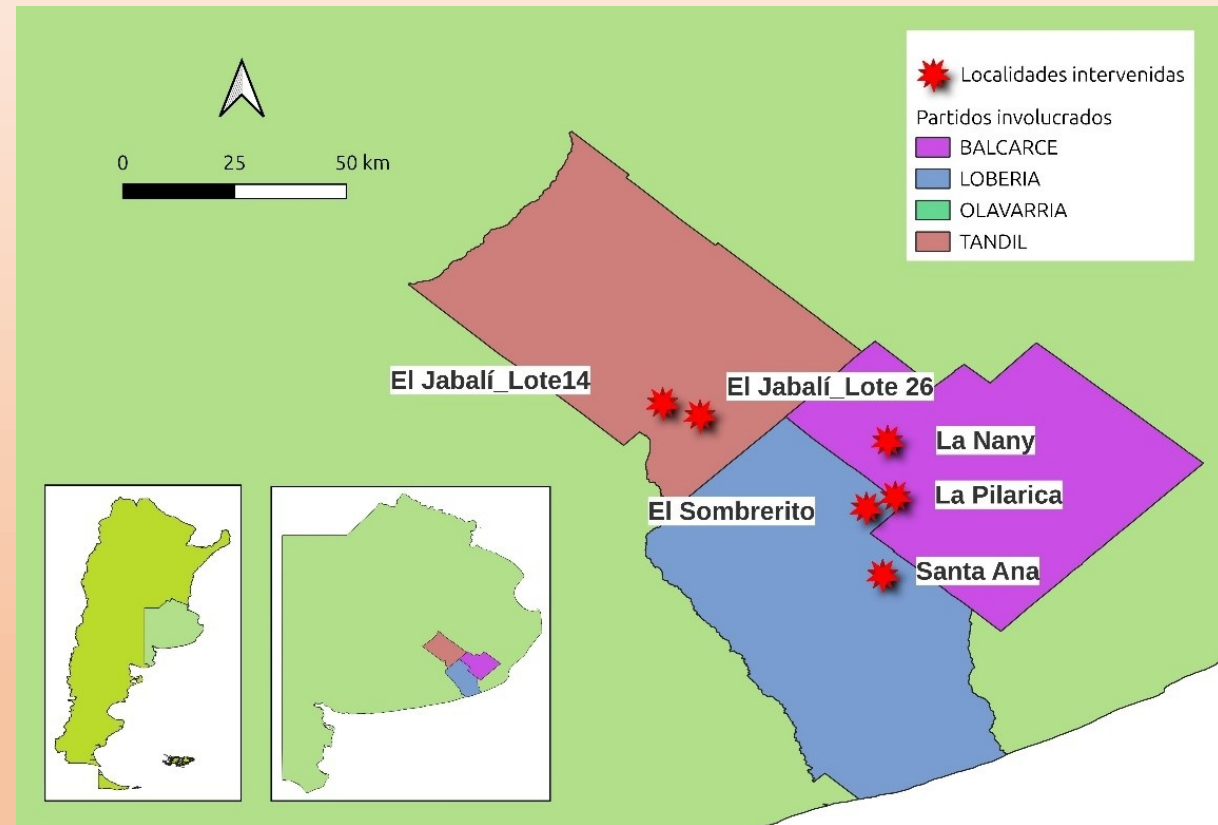 Localidades intervenidas
Partidos involucrados
BALCARCE
LOBERIA
OLAVARRIA
TANDIL
0 25 50 km
El Jabalí_Lote14
El Jabalí_Lote 26
La Nany
La Pilarica
El Sombrerito
Santa Ana